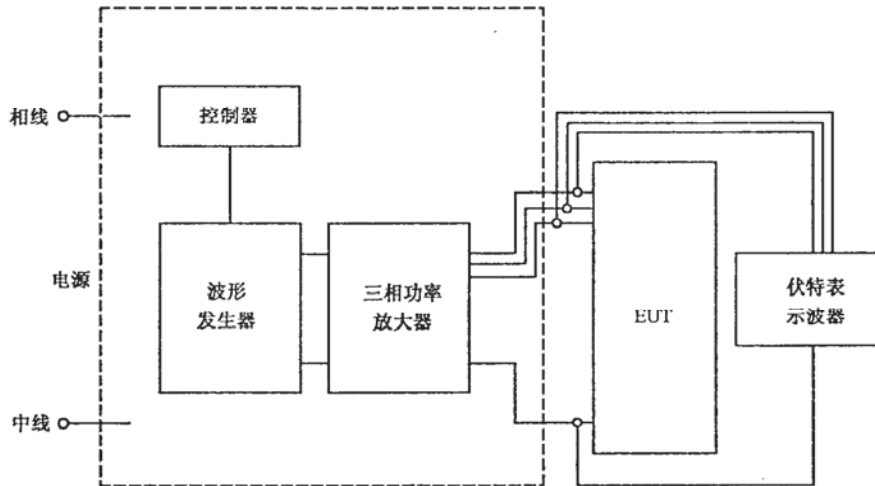 相线
控制器
电源
波形
发生器
三相功率
放大器
EUT
伏特表
示波器
中线